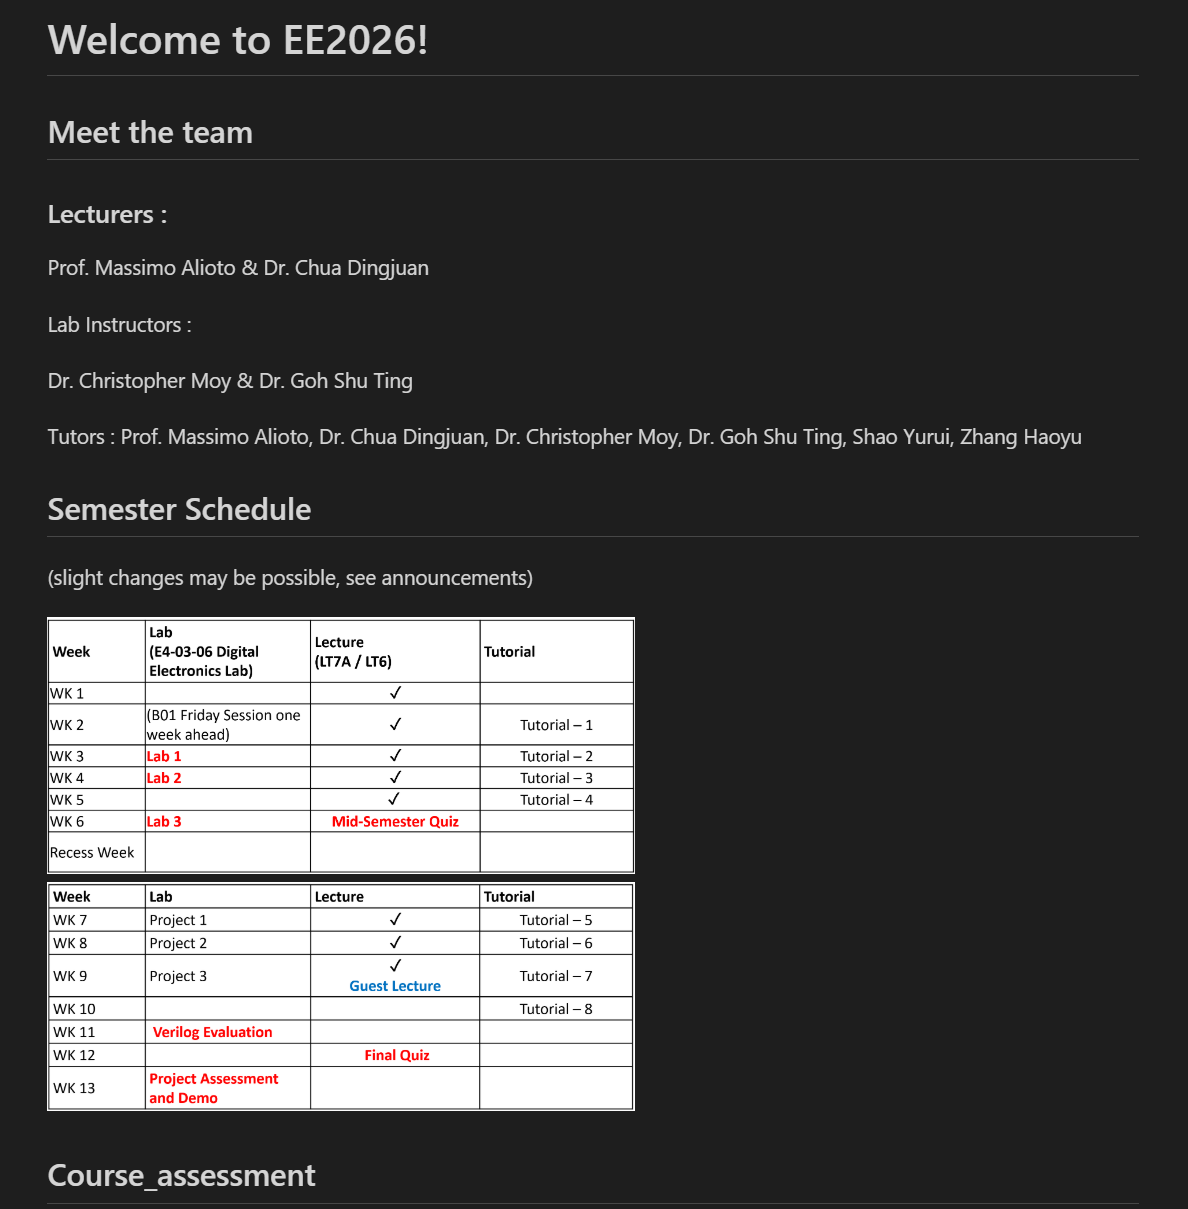 Welcome to EE2026!
Meet the team
Lecturers :
Prof. Massimo Alioto & Dr. Chua Dingjuan
Lab Instructors :
Dr. Christopher Moy & Dr. Goh Shu Ting
Tutors : Prof. Massimo Alioto, Dr. Chua Dingjuan, Dr. Christopher Moy, Dr. Goh Shu Ting, Shao Yurui, Zhang Haoyu
Semester Schedule
(slight changes may be possible, see announcements)
Week Lab (E4-03-06 Digital Electronics Lab) Lecture (LT7A / LT6) Tutorial
WK 1 ✓
WK 2 (B01 Friday Session one week ahead) ✓ Tutorial – 1
WK 3 Lab 1 ✓ Tutorial – 2
WK 4 Lab 2 ✓ Tutorial – 3
WK 5 ✓ Tutorial – 4
WK 6 Lab 3 Mid-Semester Quiz
Recess Week
Week Lab Lecture Tutorial
WK 7 Project 1 ✓ Tutorial – 5
WK 8 Project 2 ✓ Tutorial – 6
WK 9 Project 3 ✓ Guest Lecture Tutorial – 7
WK 10 Tutorial – 8
WK 11 Verilog Evaluation
WK 12 Final Quiz
WK 13 Project Assessment and Demo
Course_assessment